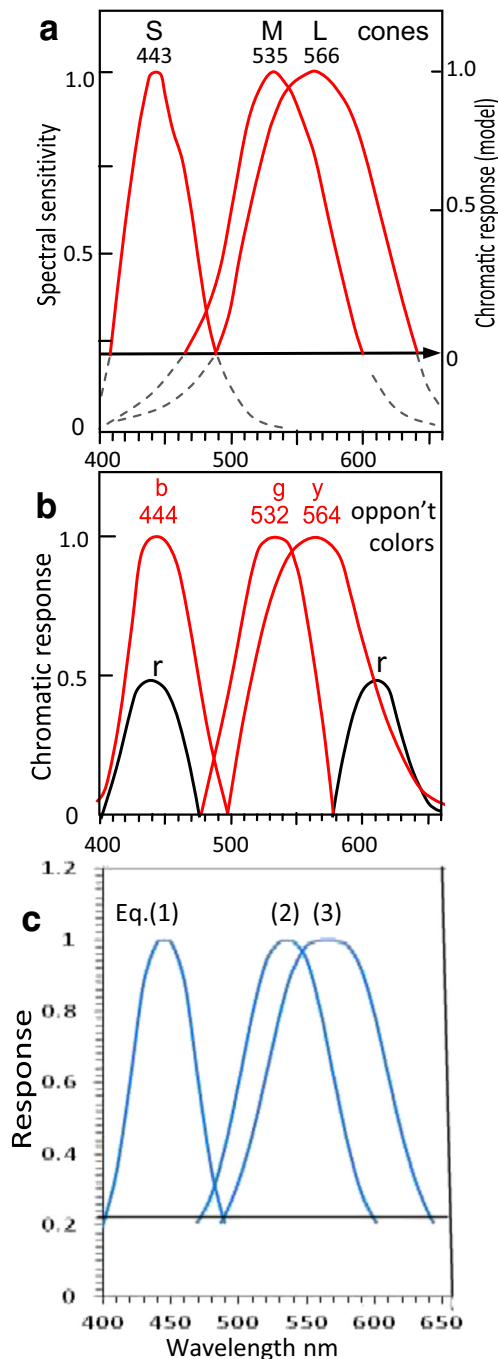 a
S M L cones
443 535 566
1.0 1.0
Spectral sensitivity
Chromatic response (model)
0.5
0.5
0
0
400 500 600
b
b g y oppon't
444 532 564 colors
1.0
Chromatic response
0.5
r r
0
400 500 600
c
1.2
Eq.(1) (2) (3)
1
0.8
Response
0.6
0.4
0.2
0
400 450 500 550 600 650
Wavelength nm